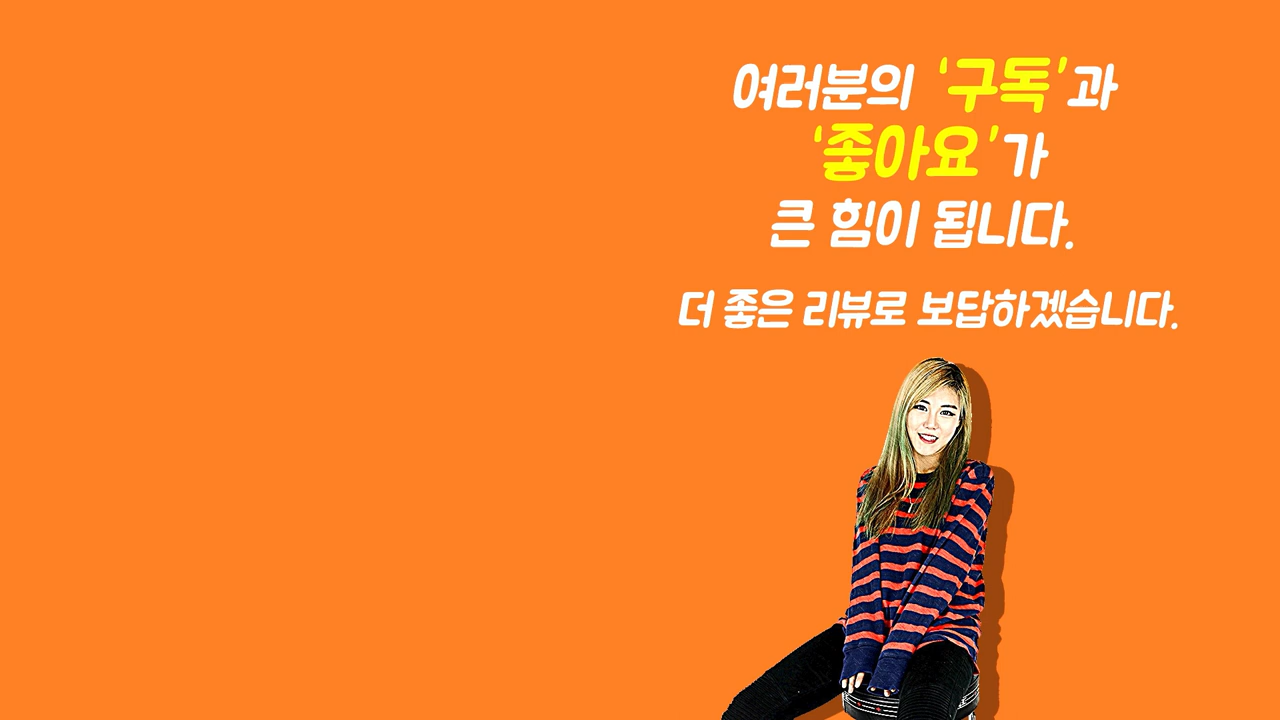 여러분의 ‘구독’과
‘좋아요’가
큰 힘이 됩니다.
더 좋은 리뷰로 보답하겠습니다.